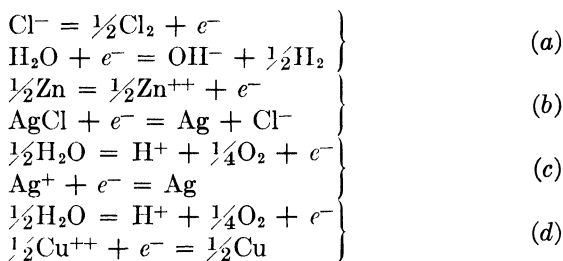 Cl⁻ = ½Cl₂ + e⁻
H₂O + e⁻ = OH⁻ + ½H₂ (a)
½Zn = ½Zn⁺⁺ + e⁻
AgCl + e⁻ = Ag + Cl⁻ (b)
½H₂O = H⁺ + ¼O₂ + e⁻
Ag⁺ + e⁻ = Ag (c)
½H₂O = H⁺ + ¼O₂ + e⁻
½Cu⁺⁺ + e⁻ = ½Cu (d)